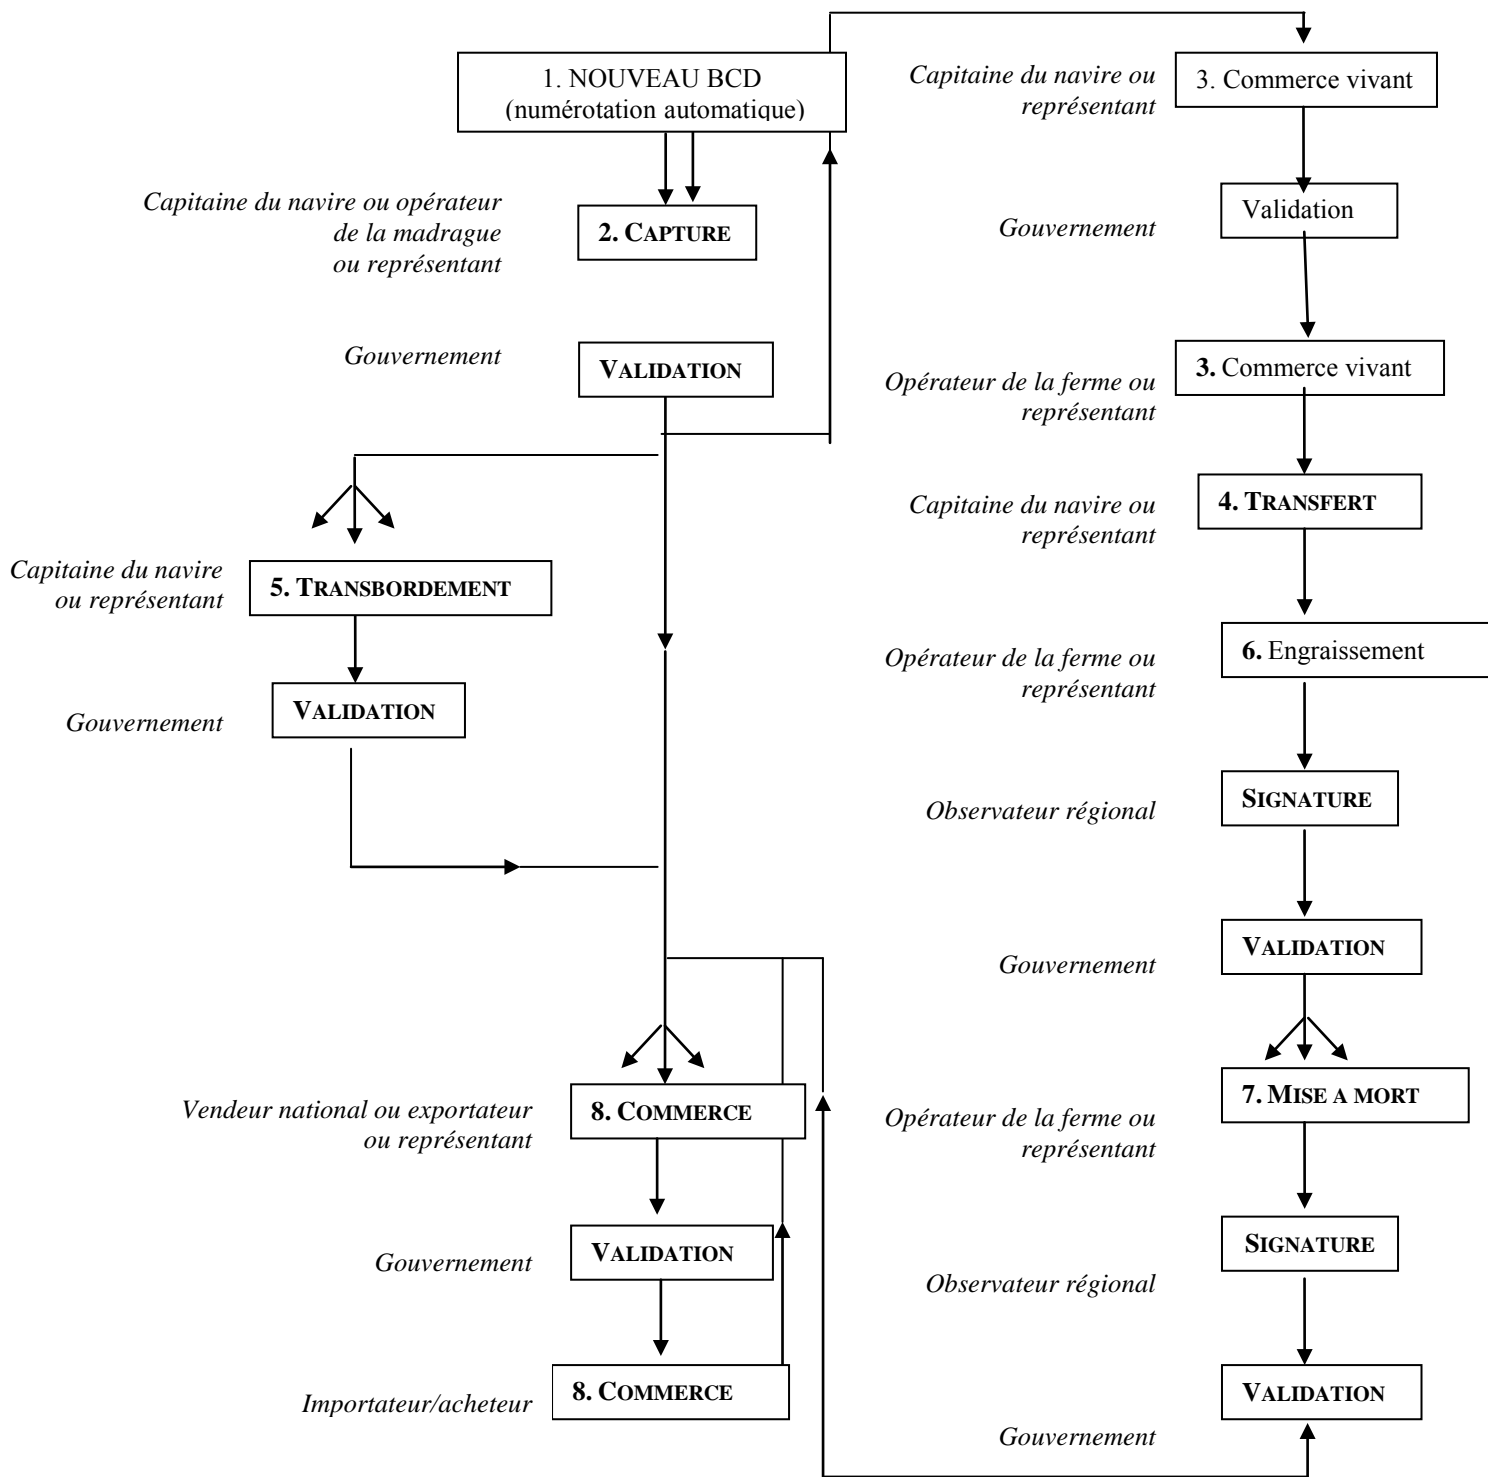 1. NOUVEAU BCD
(numérotation automatique)
Capitaine du navire ou opérateur
de la madrague
ou représentant
2. CAPTURE
Gouvernement
VALIDATION
Capitaine du navire
ou représentant
5. TRANSBORDEMENT
Gouvernement
VALIDATION
Vendeur national ou exportateur
ou représentant
8. COMMERCE
Gouvernement
VALIDATION
Importateur/acheteur
8. COMMERCE
Capitaine du navire ou
représentant
3. Commerce vivant
Gouvernement
Validation
Opérateur de la ferme ou
représentant
3. Commerce vivant
Capitaine du navire ou
représentant
4. TRANSFERT
Opérateur de la ferme ou
représentant
6. Engraissement
Observateur régional
SIGNATURE
Gouvernement
VALIDATION
Opérateur de la ferme ou
représentant
7. MISE A MORT
Observateur régional
SIGNATURE
Gouvernement
VALIDATION